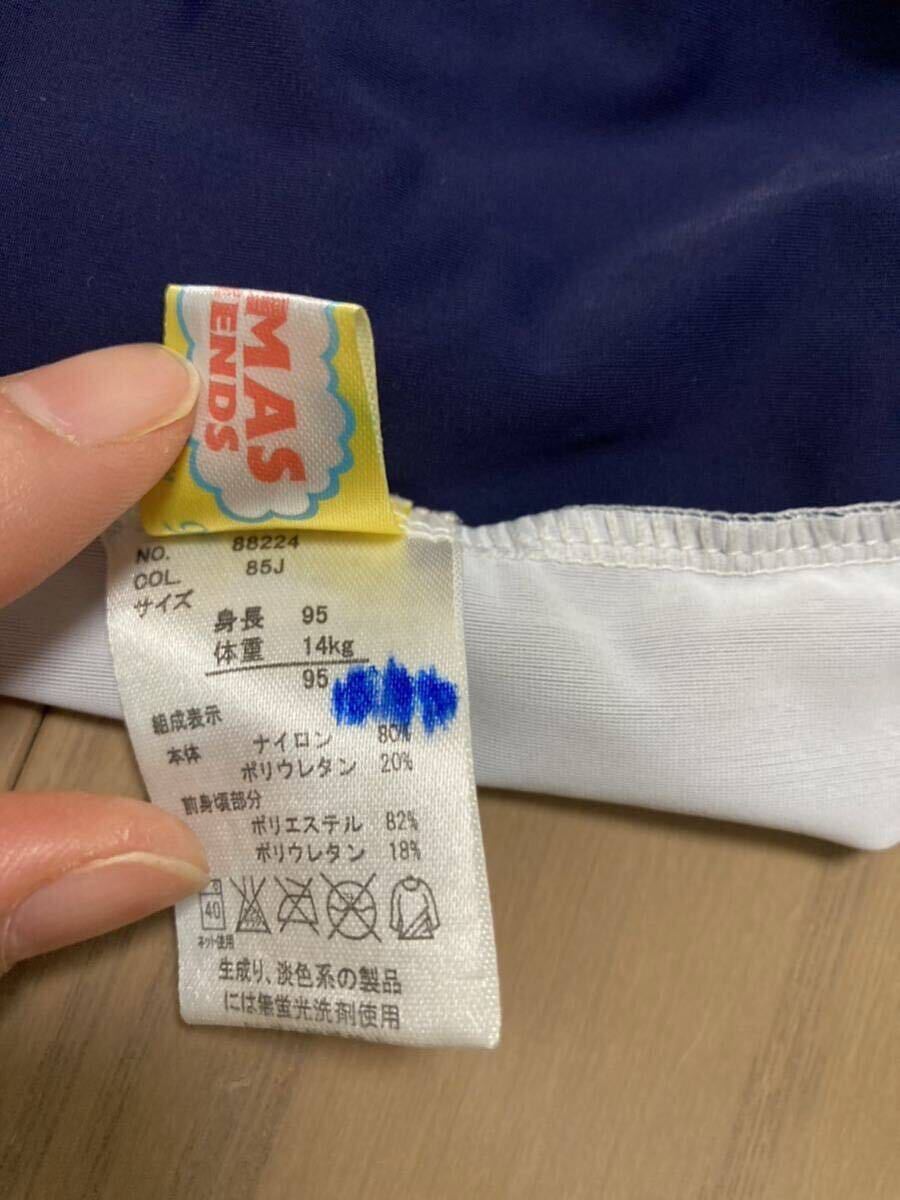 MAS
ENDS
NO. 88224
COL. 85J
サイズ
身長 95
体重 14kg
95
組成表示
本体 ナイロン 80%
ポリウレタン 20%
前身頃部分
ポリエステル 82%
ポリウレタン 18%
40
ネット使用
生成り、淡色系の製品
には無蛍光洗剤使用